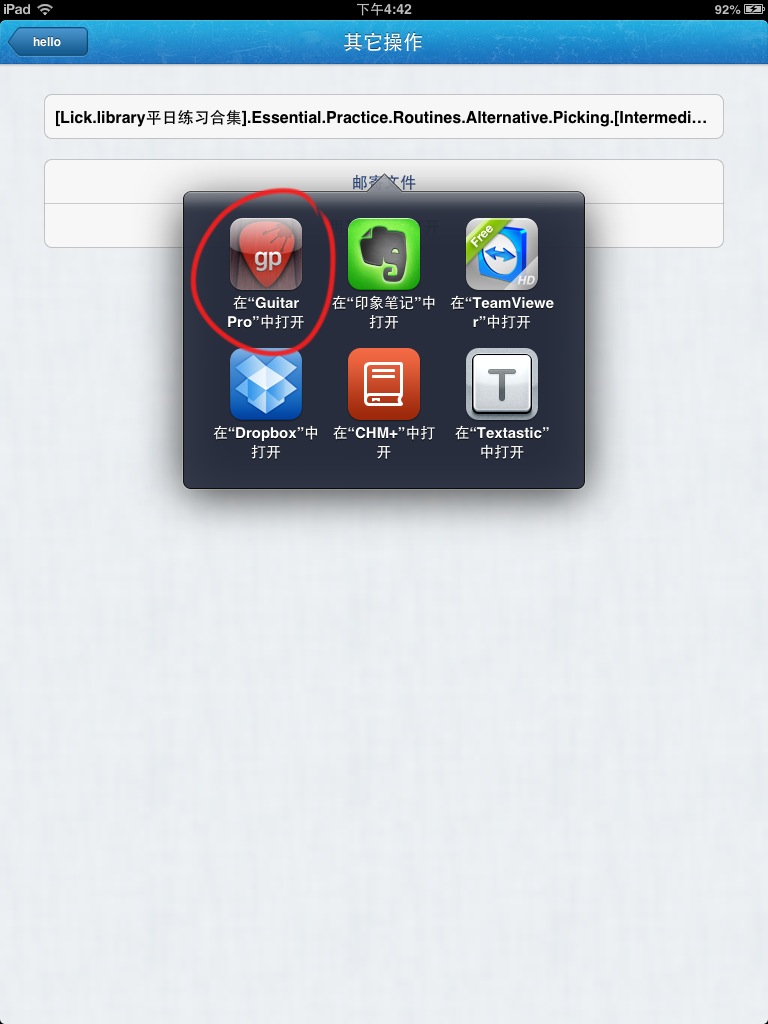 iPad 下午4:42 92%
hello 其它操作
[Lick.library平日练习合集].Essential.Practice.Routines.Alternative.Picking.[Intermedi...
邮寄文件
gp
Free
HD
在“Guitar
Pro”中打开
在“印象笔记”中
打开
在“TeamViewe
r”中打开
T
在“Dropbox”中
打开
在“CHM+”中打
开
在“Textastic”
中打开